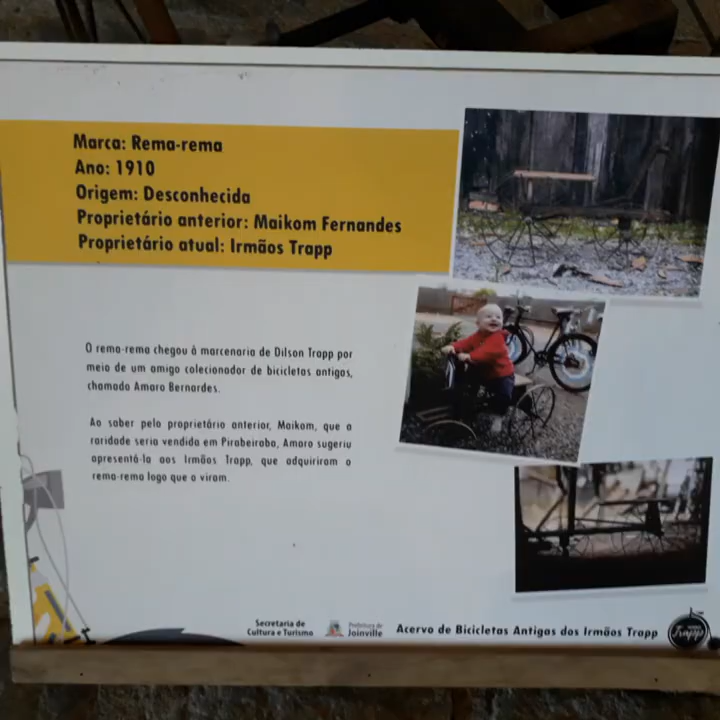 Marca: Rema-rema
Ano: 1910
Origem: Desconhecida
Proprietário anterior: Maikom Fernandes
Proprietário atual: Irmãos Trapp
O rema-rema chegou à marcenaria de Dilson Trapp por
meio de um amigo colecionador de bicicletas antigas,
chamado Amaro Bernardes.
Ao saber pelo proprietário anterior, Maikom, que a
raridade seria vendida em Pirabeiraba, Amaro sugeriu
apresentá-la aos Irmãos Trapp, que adquiriram o
rema-rema logo que o viram.
Secretaria de
Cultura e Turismo
Prefeitura de
Joinville
Acervo de Bicicletas Antigas dos Irmãos Trapp
Trapp